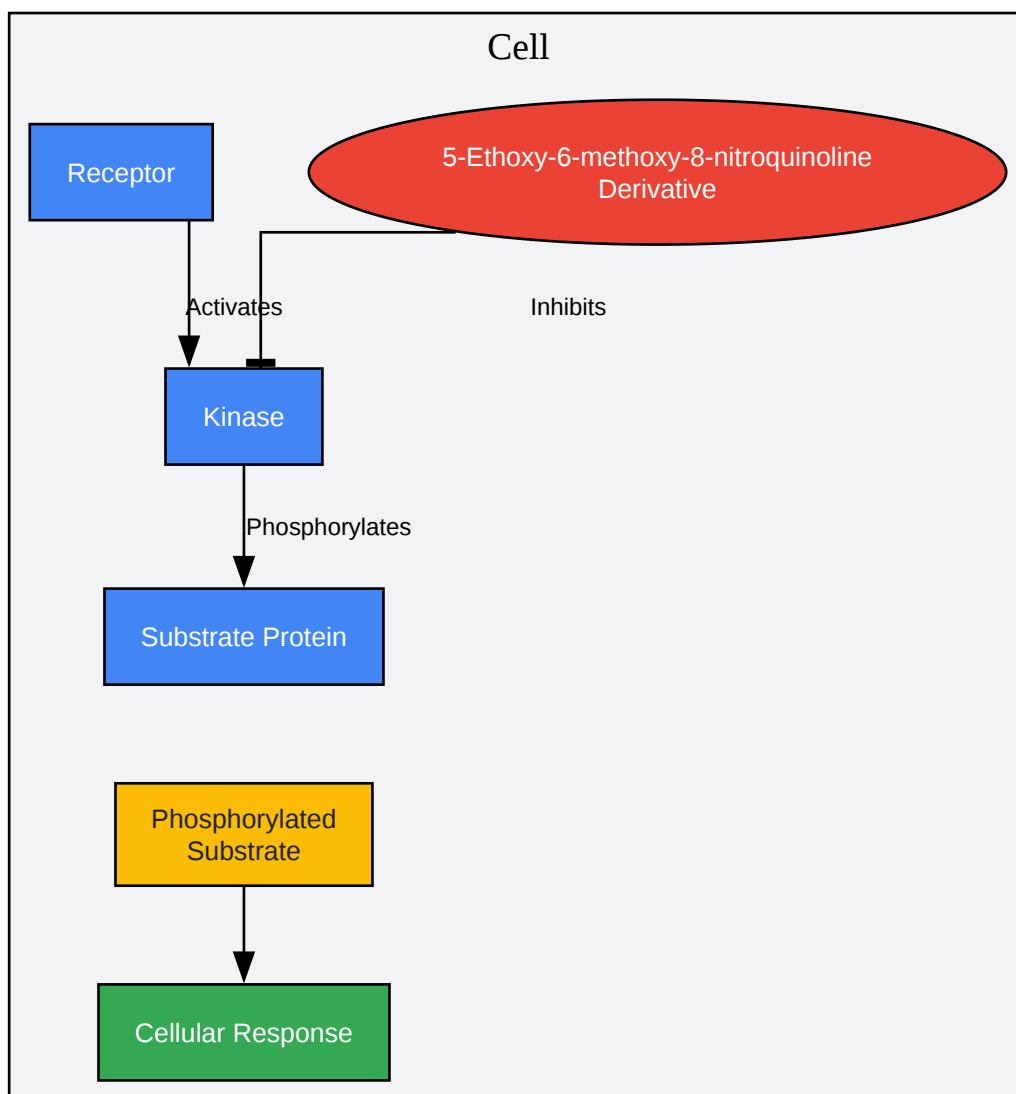 Cell
Receptor
5-Ethoxy-6-methoxy-8-nitroquinoline
Derivative
Activates
Inhibits
Kinase
Phosphorylates
Substrate Protein
Phosphorylated
Substrate
Cellular Response